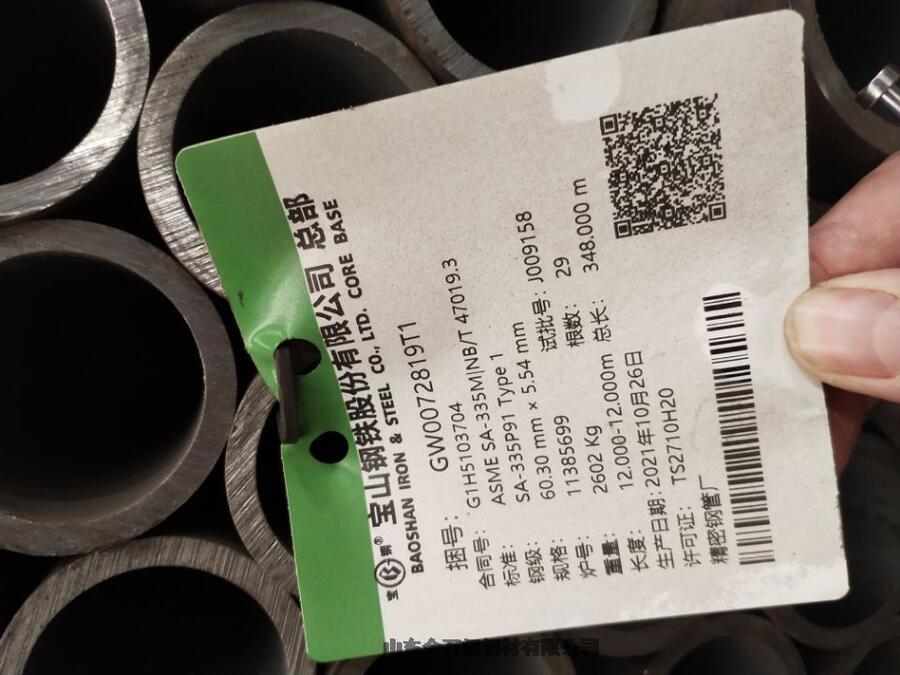 宝山钢铁股份有限公司 总部
BAOSHAN IRON & STEEL CO., LTD. CORE BASE
捆号: GW0072819T1
合同号: G1H5103704
标准: ASME SA-335M|NB/T 47019.3
钢级: SA-335P91 Type 1
规格: 60.30 mm × 5.54 mm 试批号: J009158
炉号: 11385699 根数: 29
重量: 2602 Kg 总长: 348.000 m
长度: 12.000-12.000m
生产日期: 2021年10月26日
许可证: TS2710H20
精密钢管厂